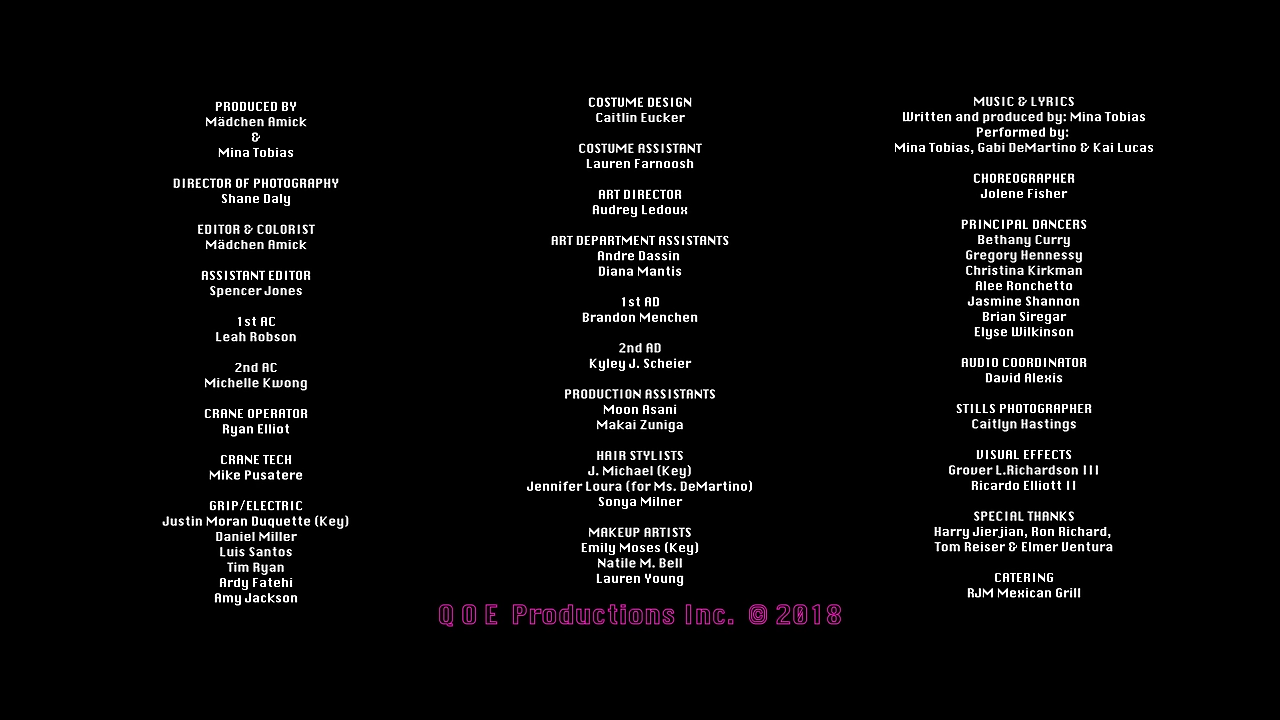 PRODUCED BY
Mädchen Amick
&
Mina Tobias
DIRECTOR OF PHOTOGRAPHY
Shane Daly
EDITOR & COLORIST
Mädchen Amick
ASSISTANT EDITOR
Spencer Jones
1st AC
Leah Robson
2nd AC
Michelle Kwong
CRANE OPERATOR
Ryan Elliot
CRANE TECH
Mike Pusatere
GRIP/ELECTRIC
Justin Moran Duquette (Key)
Daniel Miller
Luis Santos
Tim Ryan
Ardy Fatehi
Amy Jackson
COSTUME DESIGN
Caitlin Eucker
COSTUME ASSISTANT
Lauren Farnoosh
ART DIRECTOR
Audrey Ledoux
ART DEPARTMENT ASSISTANTS
Andre Dassin
Diana Mantis
1st AD
Brandon Menchen
2nd AD
Kyley J. Scheier
PRODUCTION ASSISTANTS
Moon Asani
Makai Zuniga
HAIR STYLISTS
J. Michael (Key)
Jennifer Loura (for Ms. DeMartino)
Sonya Milner
MAKEUP ARTISTS
Emily Moses (Key)
Natile M. Bell
Lauren Young
MUSIC & LYRICS
Written and produced by: Mina Tobias
Performed by:
Mina Tobias, Gabi DeMartino & Kai Lucas
CHOREOGRAPHER
Jolene Fisher
PRINCIPAL DANCERS
Bethany Curry
Gregory Hennessy
Christina Kirkman
Alee Ronchetto
Jasmine Shannon
Brian Siregar
Elyse Wilkinson
AUDIO COORDINATOR
David Alexis
STILLS PHOTOGRAPHER
Caitlyn Hastings
VISUAL EFFECTS
Grover L.Richardson III
Ricardo Elliott II
SPECIAL THANKS
Harry Jierjian, Ron Richard,
Tom Reiser & Elmer Ventura
CATERING
RJM Mexican Grill
Q O E Productions Inc. © 2018